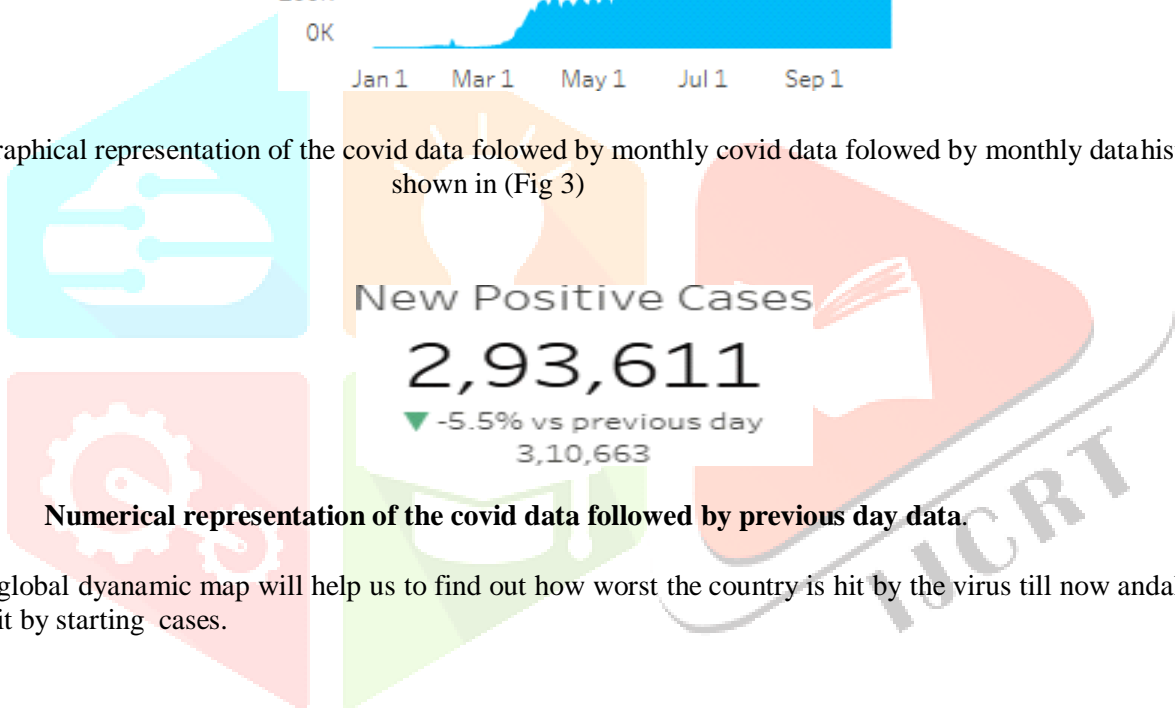 0K
Jan 1 Mar 1 May 1 Jul 1 Sep 1
raphical representation of the covid data folowed by monthly covid data folowed by monthly datahis
shown in (Fig 3)
New Positive Cases
2,93,611
▼ -5.5% vs previous day
3,10,663
Numerical representation of the covid data followed by previous day data.
global dyanamic map will help us to find out how worst the country is hit by the virus till now anda
it by starting cases.
IJCRT